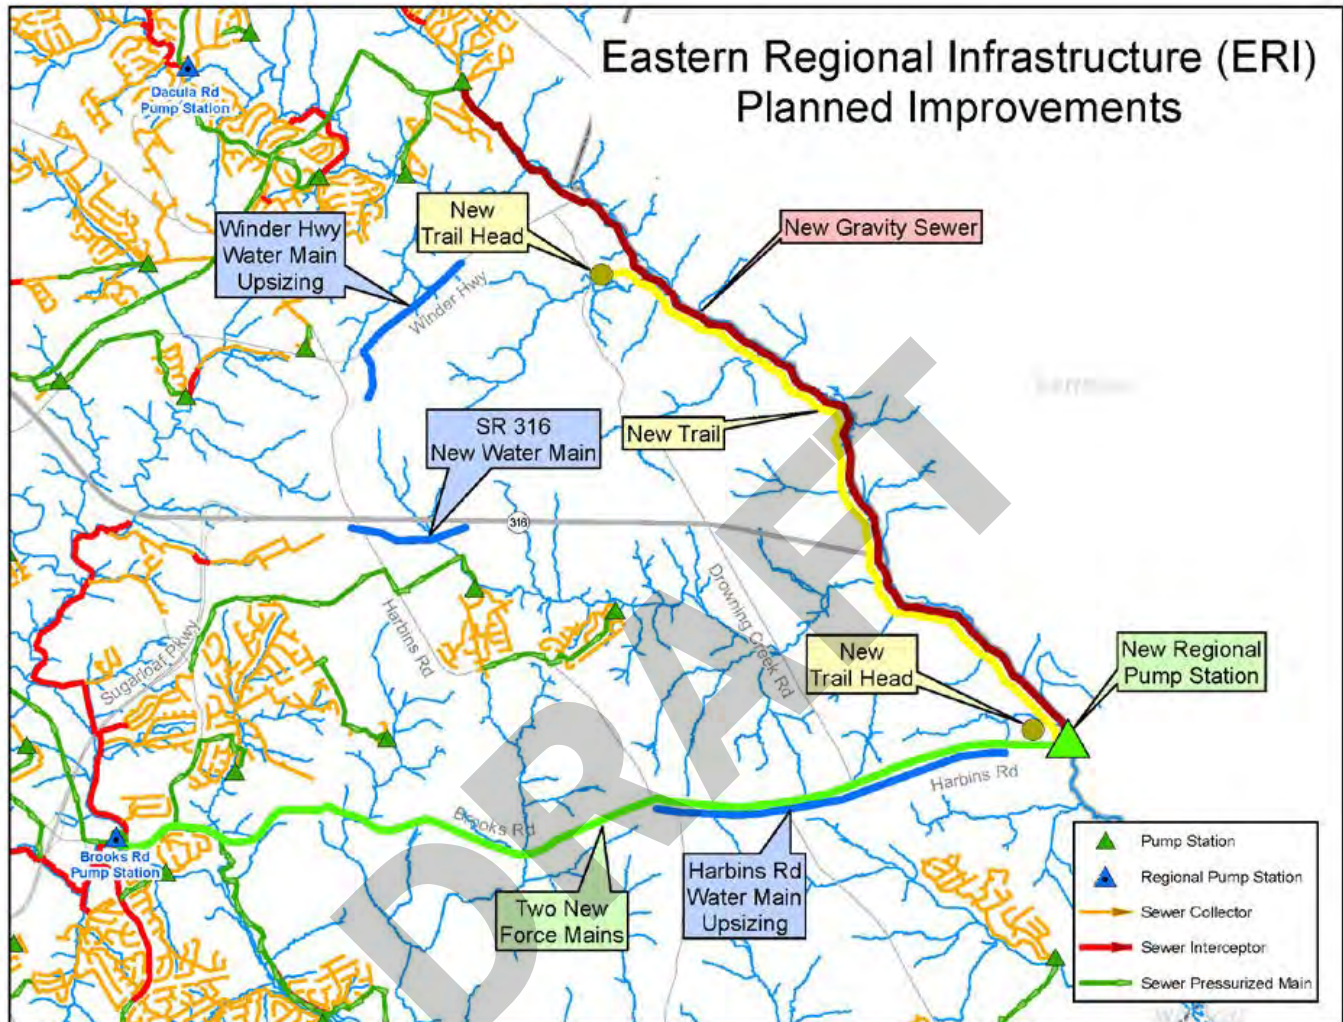 Eastern Regional Infrastructure (ERI)
Planned Improvements
Dacula Rd
Pump Station
New
Trail Head
New Gravity Sewer
Winder Hwy
Water Main
Upsizing
Winder Hwy
SR 316
New Water Main
New Trail
316
Harbins Rd
Drowning Creek Rd
Sugarloaf Pkwy
New
Trail Head
New Regional
Pump Station
Harbins Rd
Brooks Rd
Brooks Rd
Pump Station
Harbins Rd
Water Main
Upsizing
Two New
Force Mains
DRAFT
Pump Station
Regional Pump Station
Sewer Collector
Sewer Interceptor
Sewer Pressurized Main